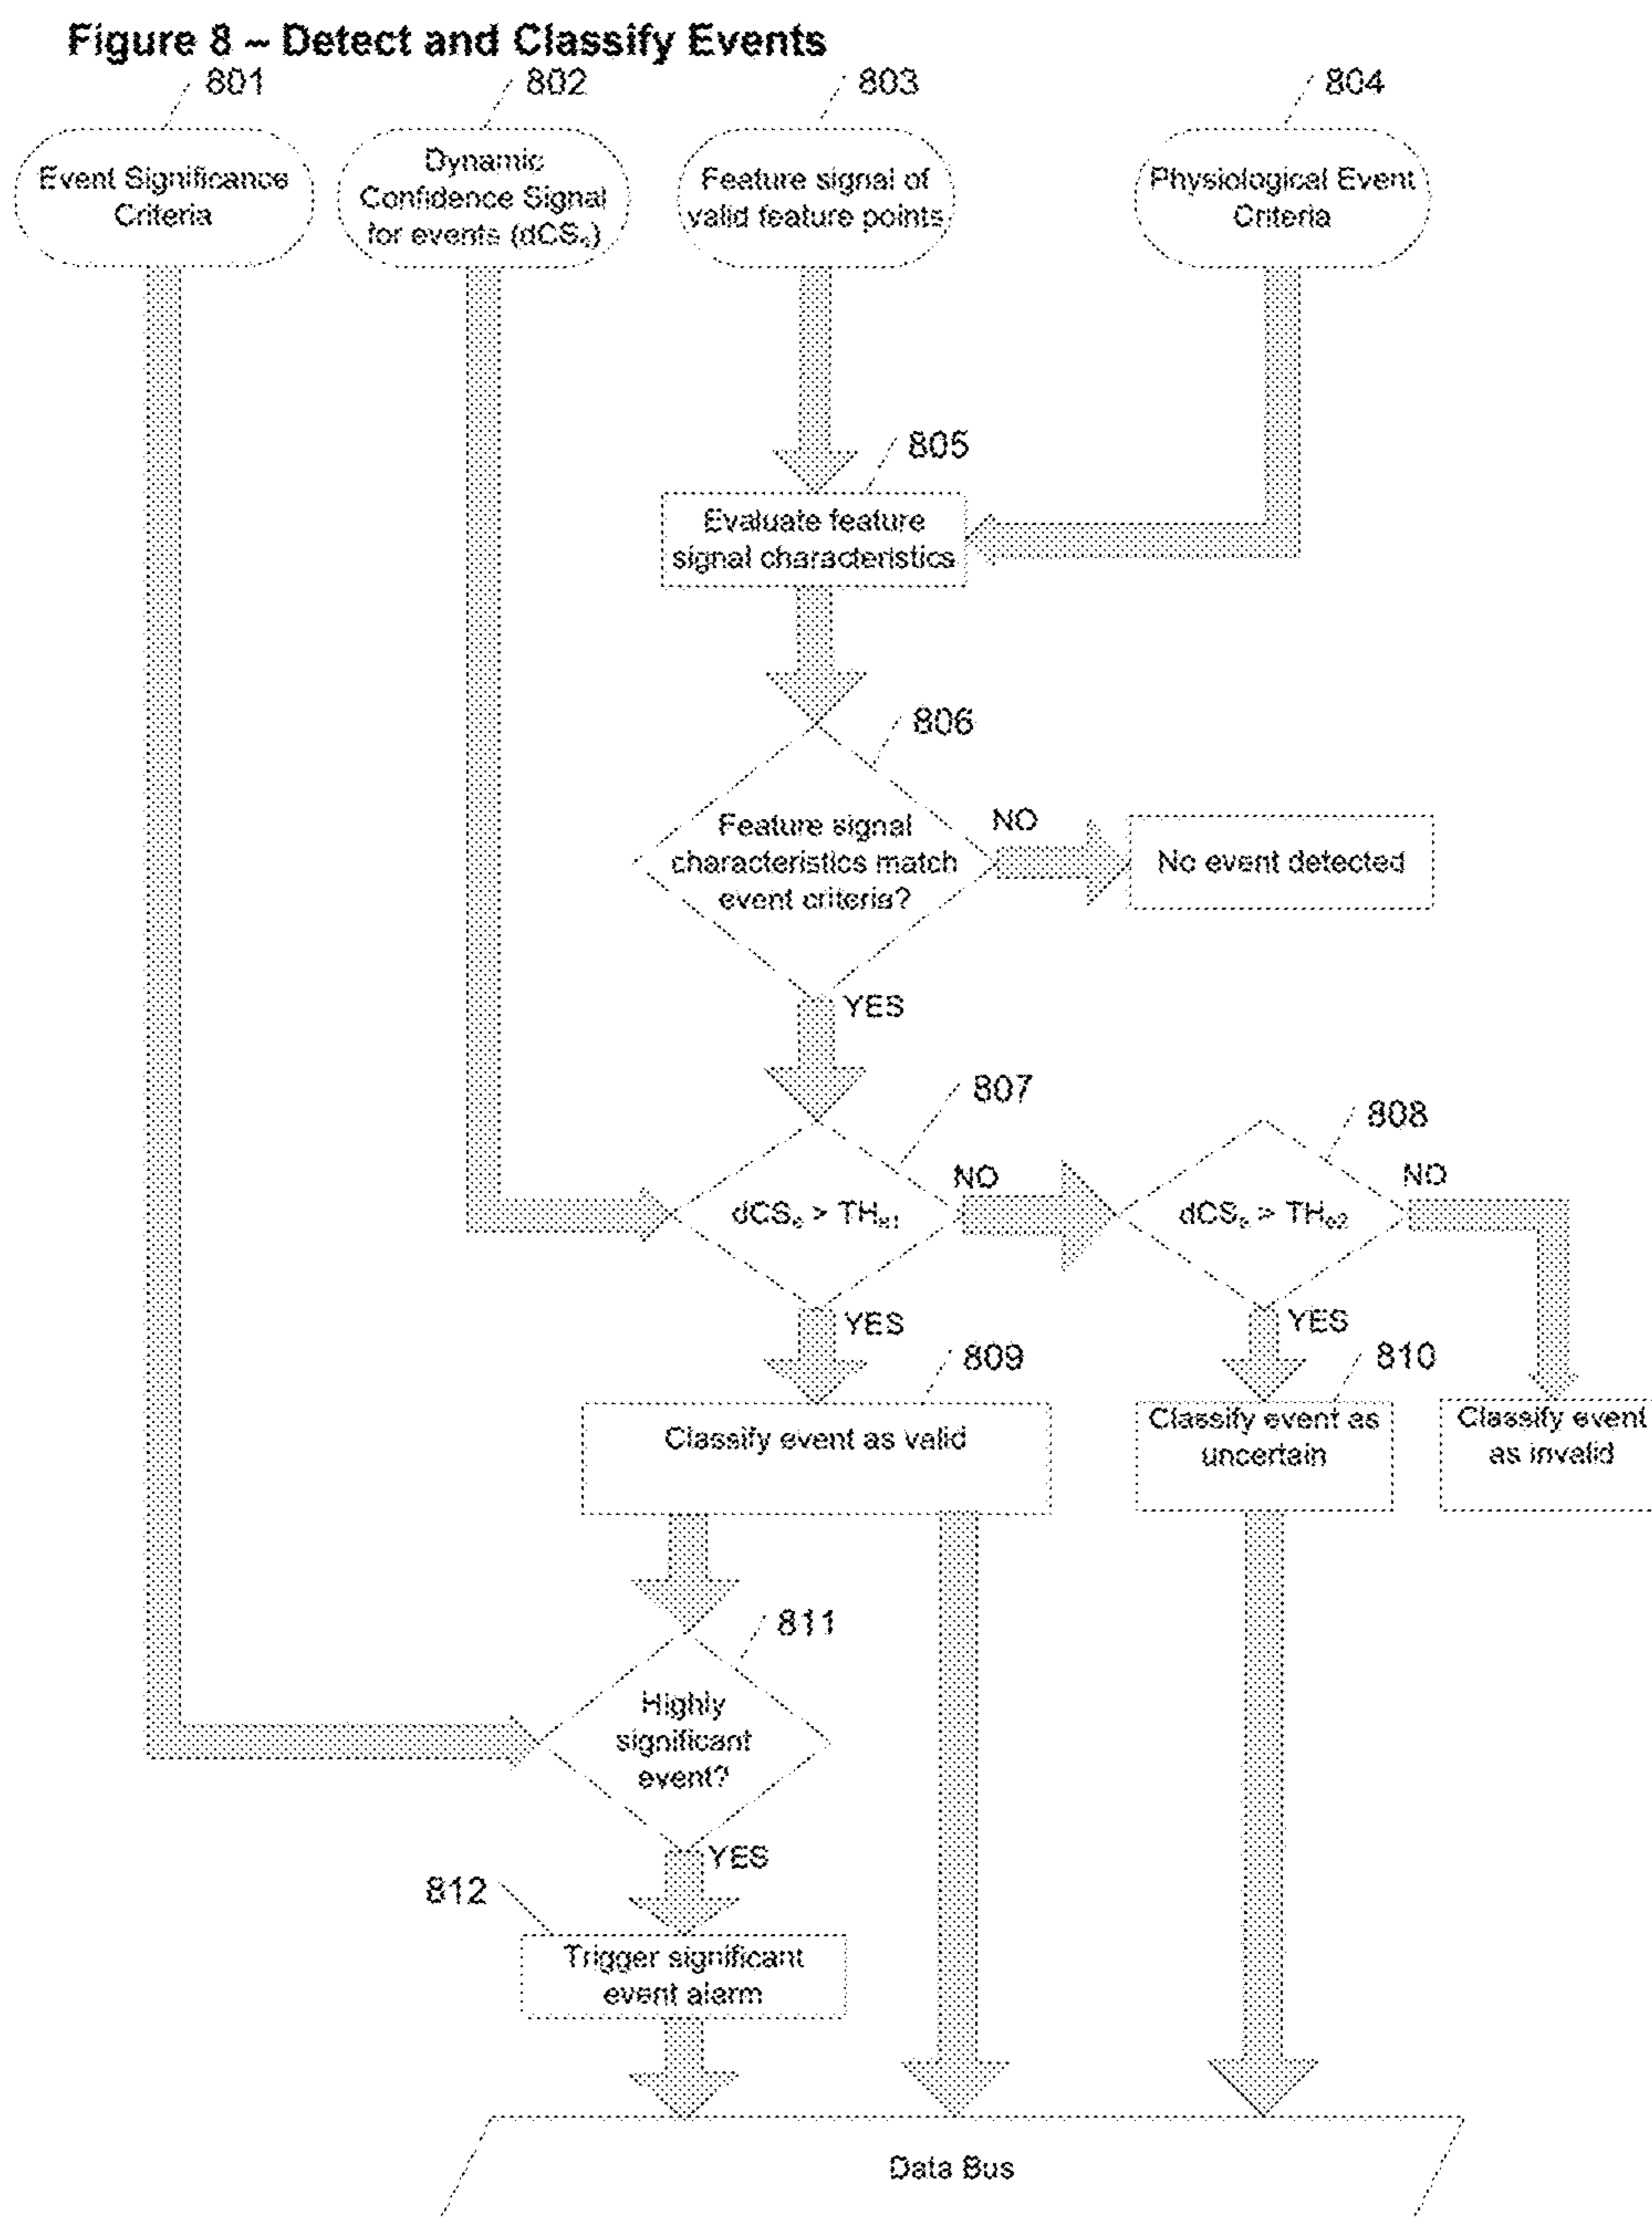 Figure 8 – Detect and Classify Events
801
802
803
804
Event Significance
Criteria
Dynamic
Confidence Signal
for events (dCSe)
Feature signal of
valid feature points
Physiological Event
Criteria
805
Evaluate feature
signal characteristics
806
Feature signal
characteristics match
event criteria?
NO
No event detected
YES
807
808
dCSe > THe1
NO
dCSe > THe2
NO
YES
YES
809
810
Classify event as valid
Classify event as
uncertain
Classify event
as invalid
811
Highly
significant
event?
YES
812
Trigger significant
event alarm
Data Bus